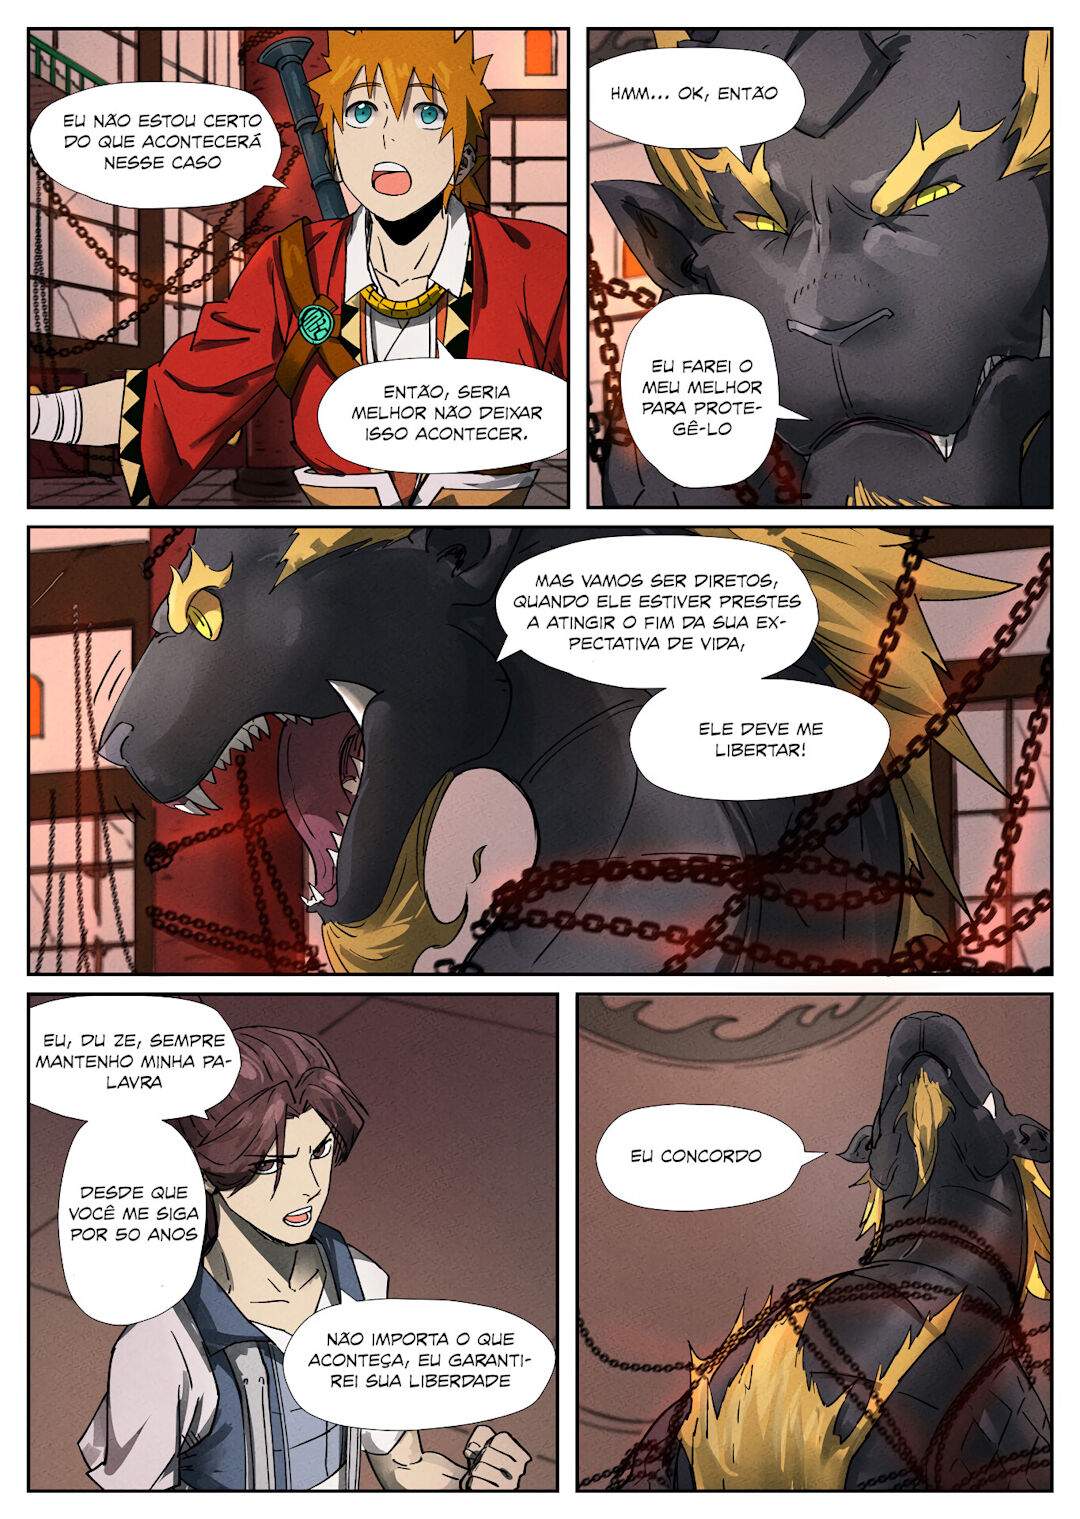 EU NÃO ESTOU CERTO
DO QUE ACONTECERÁ
NESSE CASO
ENTÃO, SERIA
MELHOR NÃO DEIXAR
ISSO ACONTECER.
HMM... OK, ENTÃO
EU FAREI O
MEU MELHOR
PARA PROTE-
GÊ-LO
MAS VAMOS SER DIRETOS,
QUANDO ELE ESTIVER PRESTES
A ATINGIR O FIM DA SUA EX-
PECTATIVA DE VIDA,
ELE DEVE ME
LIBERTAR!
EU, DU ZE, SEMPRE
MANTENHO MINHA PA-
LAVRA
DESDE QUE
VOCÊ ME SIGA
POR 50 ANOS
NÃO IMPORTA O QUE
ACONTEÇA, EU GARANTI-
REI SUA LIBERDADE
EU CONCORDO